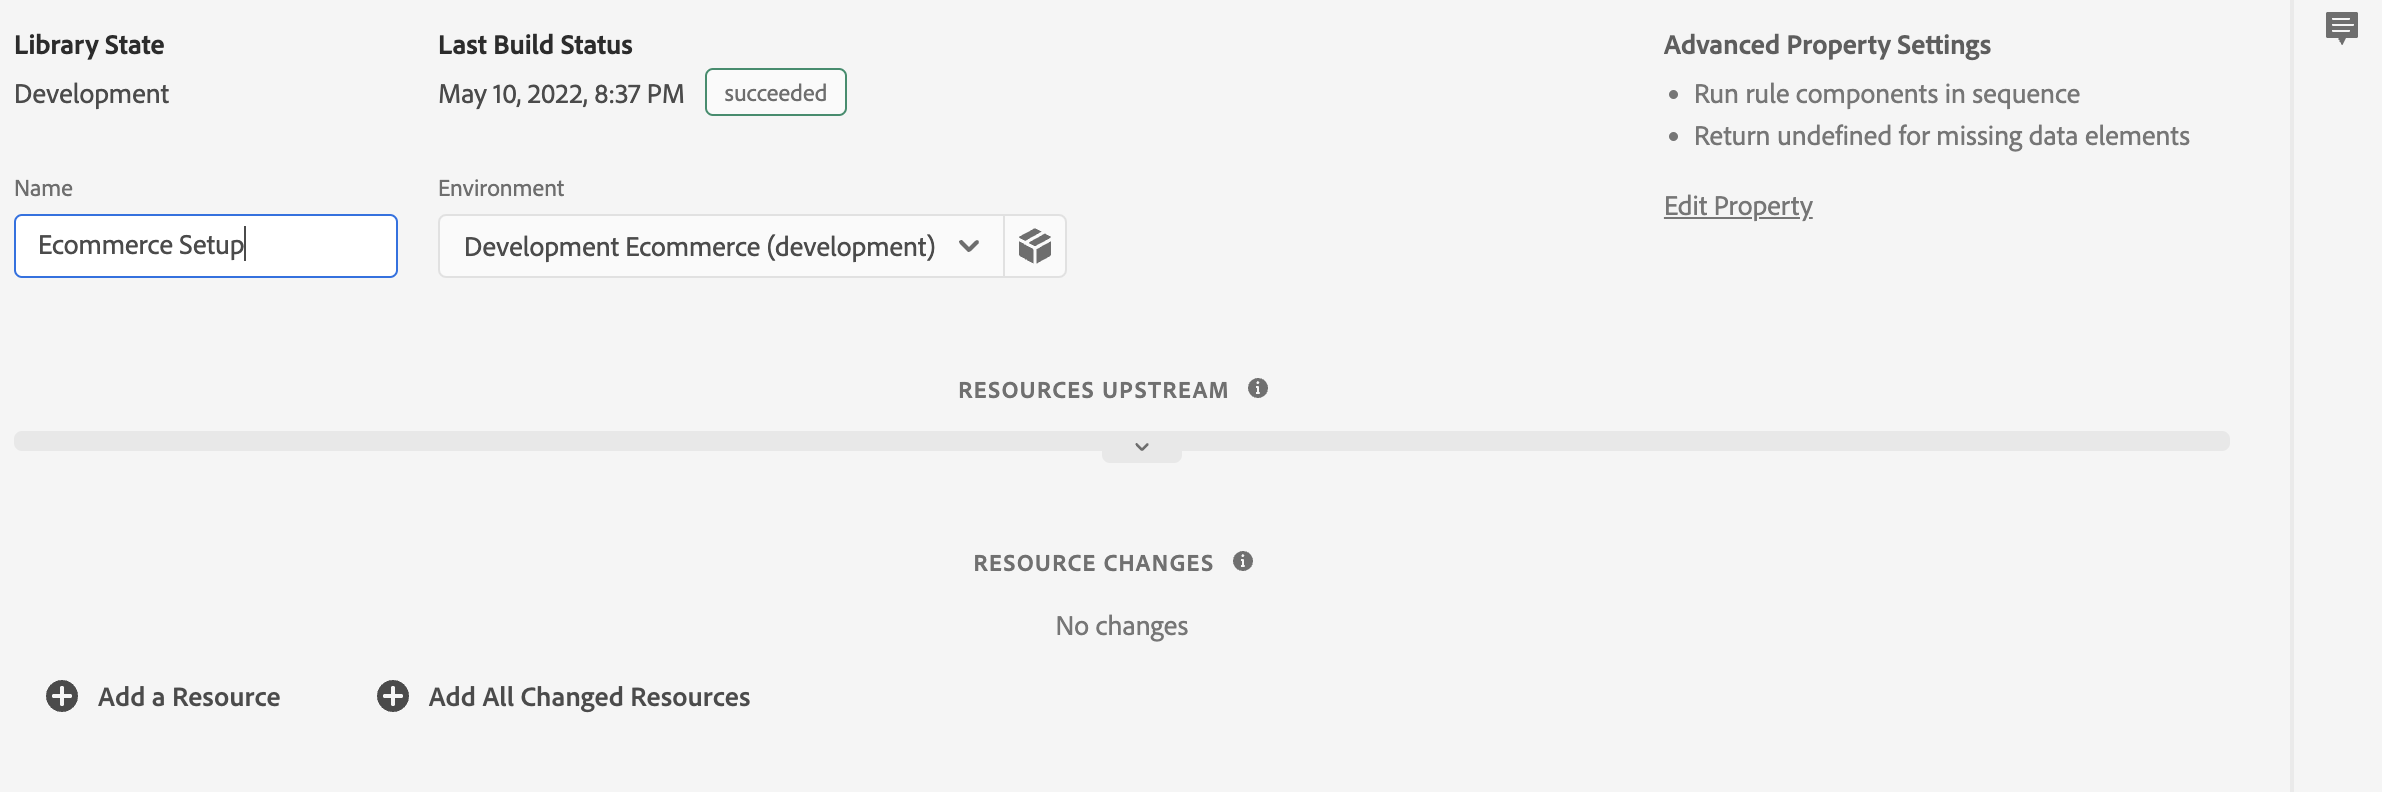 Library State
Development
Last Build Status
May 10, 2022, 8:37 PM succeeded
Advanced Property Settings
Run rule components in sequence
Return undefined for missing data elements
Edit Property
Name
Ecommerce Setup
Environment
Development Ecommerce (development)
RESOURCES UPSTREAM
RESOURCE CHANGES
No changes
Add a Resource
Add All Changed Resources